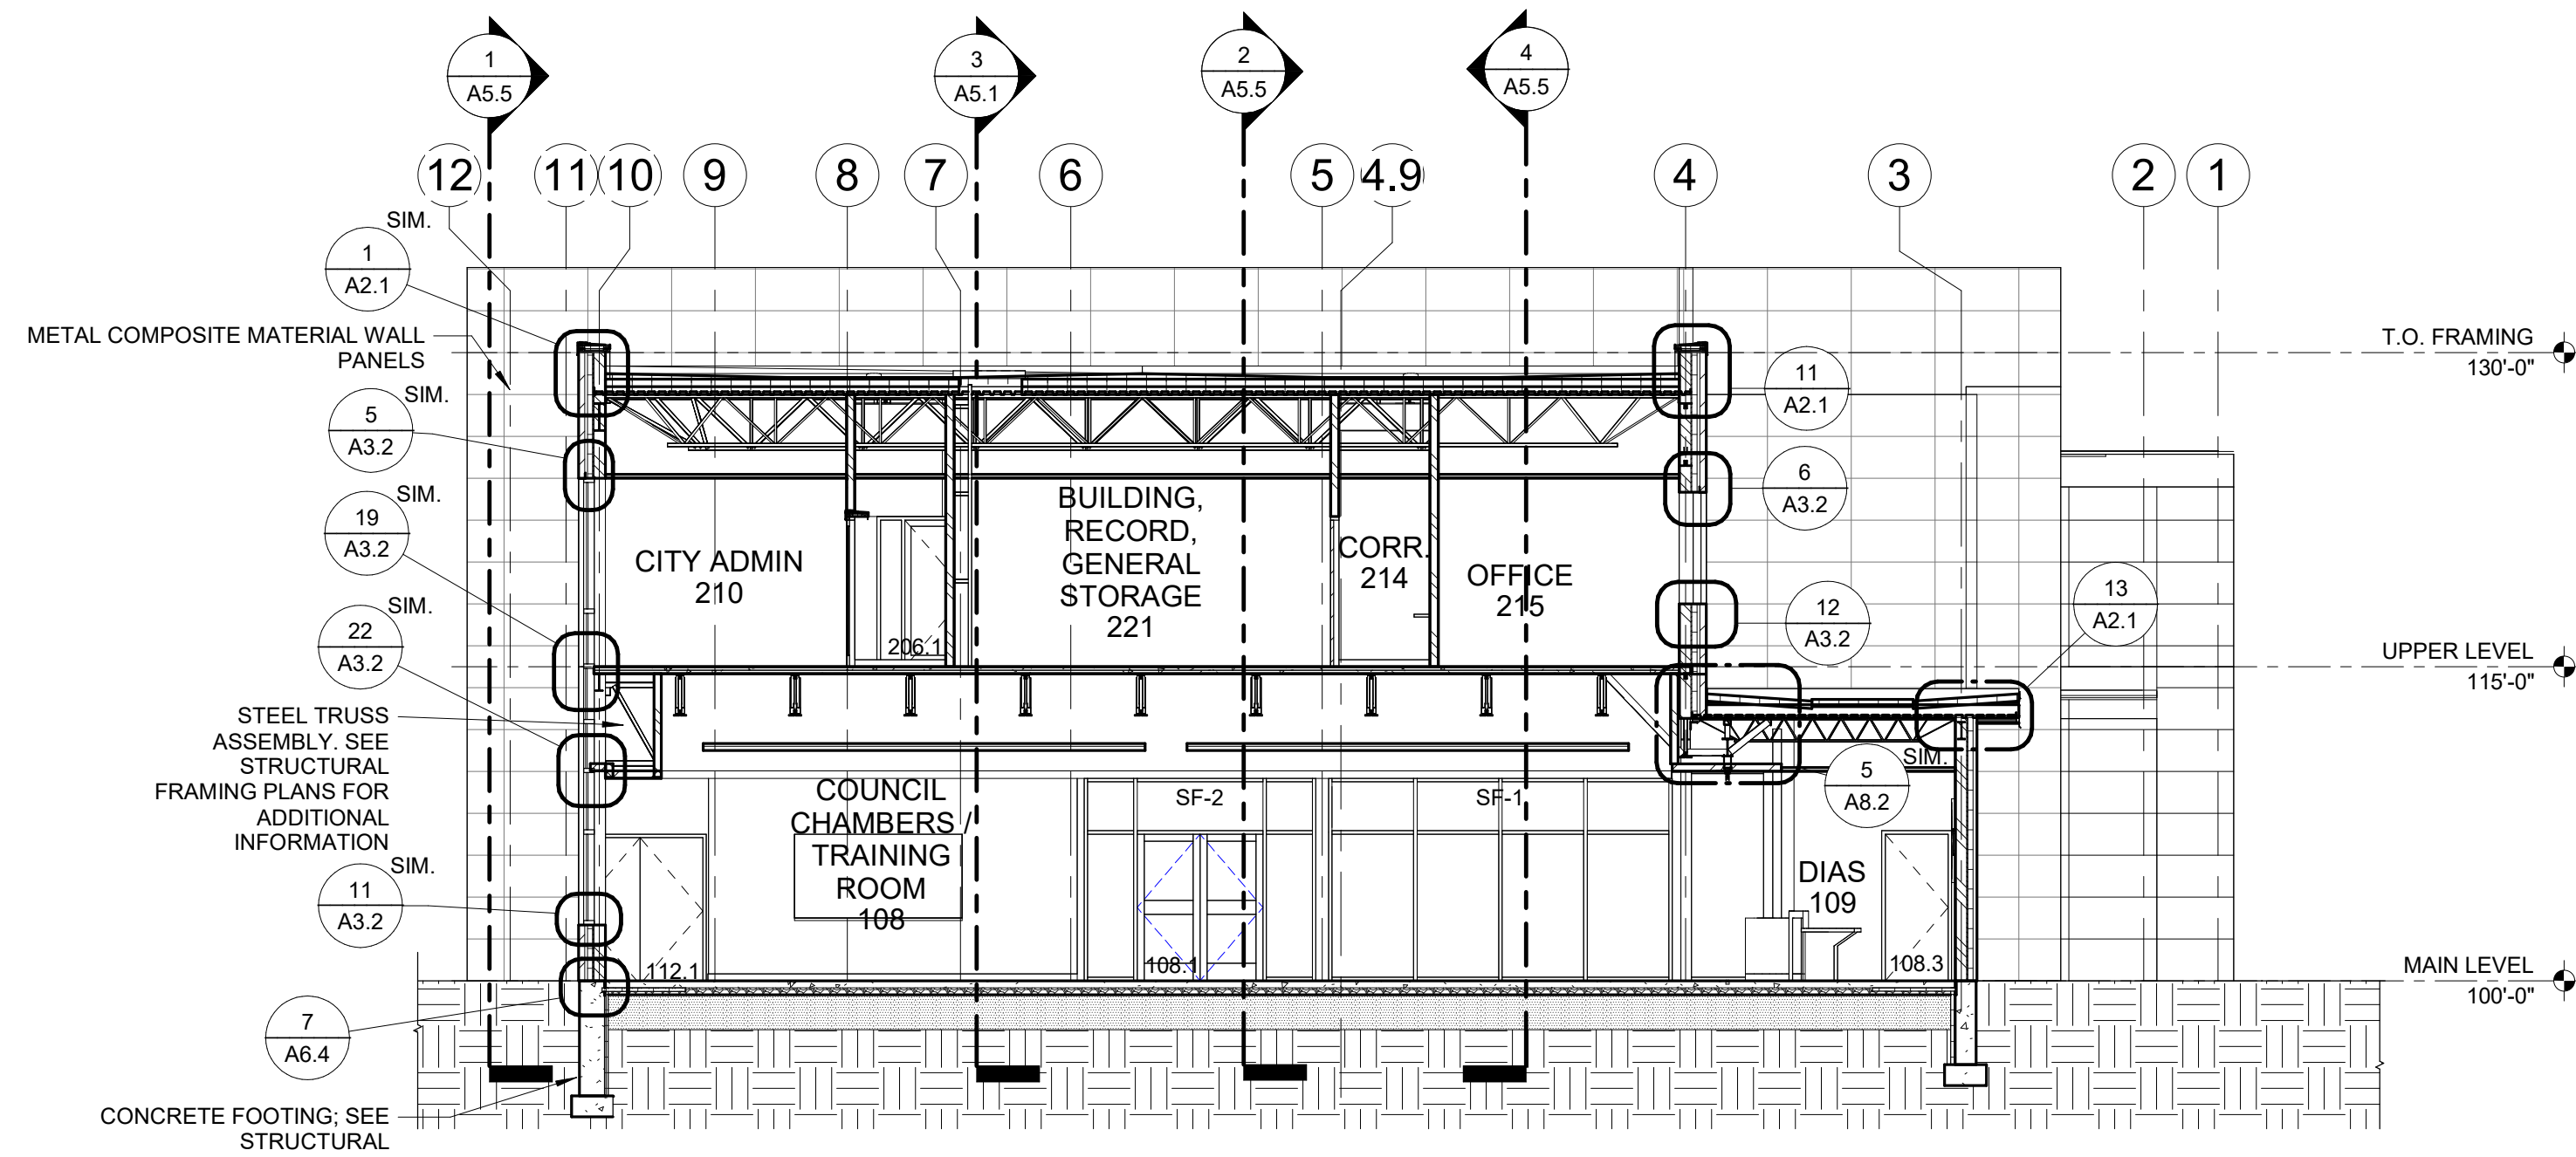 1
A5.5
3
A5.1
2
A5.5
4
A5.5
12
11
10
9
8
7
6
5
4.9
4
3
2
1
SIM.
1
A2.1
METAL COMPOSITE MATERIAL WALL
PANELS
T.O. FRAMING
130'-0"
11
A2.1
SIM.
5
A3.2
6
A3.2
SIM.
19
A3.2
BUILDING,
RECORD,
GENERAL
STORAGE
221
CITY ADMIN
210
CORR.
214
OFFICE
215
206.1
12
A3.2
13
A2.1
SIM.
22
A3.2
UPPER LEVEL
115'-0"
STEEL TRUSS
ASSEMBLY. SEE
STRUCTURAL
FRAMING PLANS FOR
ADDITIONAL
INFORMATION
SIM.
5
A8.2
COUNCIL
CHAMBERS /
TRAINING
ROOM
108
SF-2
SF-1
DIAS
109
SIM.
11
A3.2
112.1
108.1
108.3
MAIN LEVEL
100'-0"
7
A6.4
CONCRETE FOOTING; SEE
STRUCTURAL